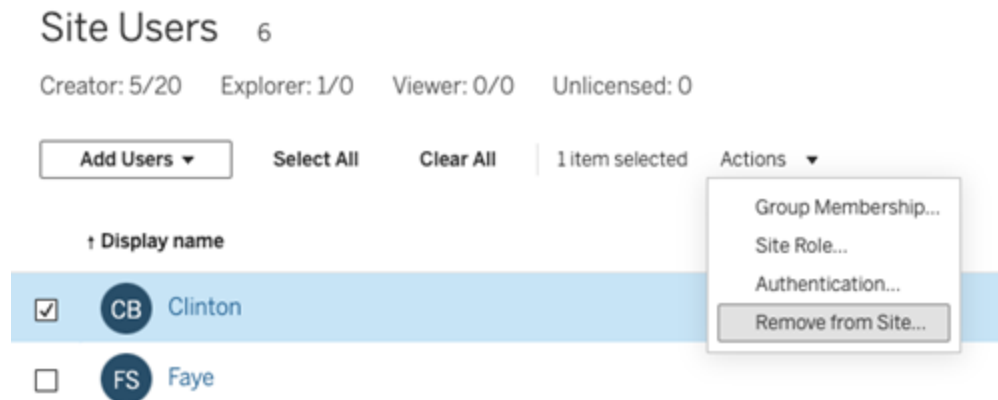 Site Users 6
Creator: 5/20 Explorer: 1/0 Viewer: 0/0 Unlicensed: 0
Add Users ▾ Select All Clear All 1 item selected Actions ▾
Group Membership...
Site Role...
Authentication...
Remove from Site...
↑ Display name
CB Clinton
FS Faye